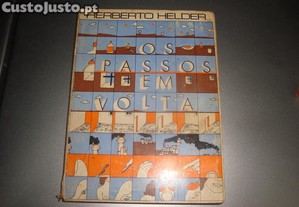 CustoJusto.pt
HERBERTO HELDER
OS
PASSOS
EM
VOLTA